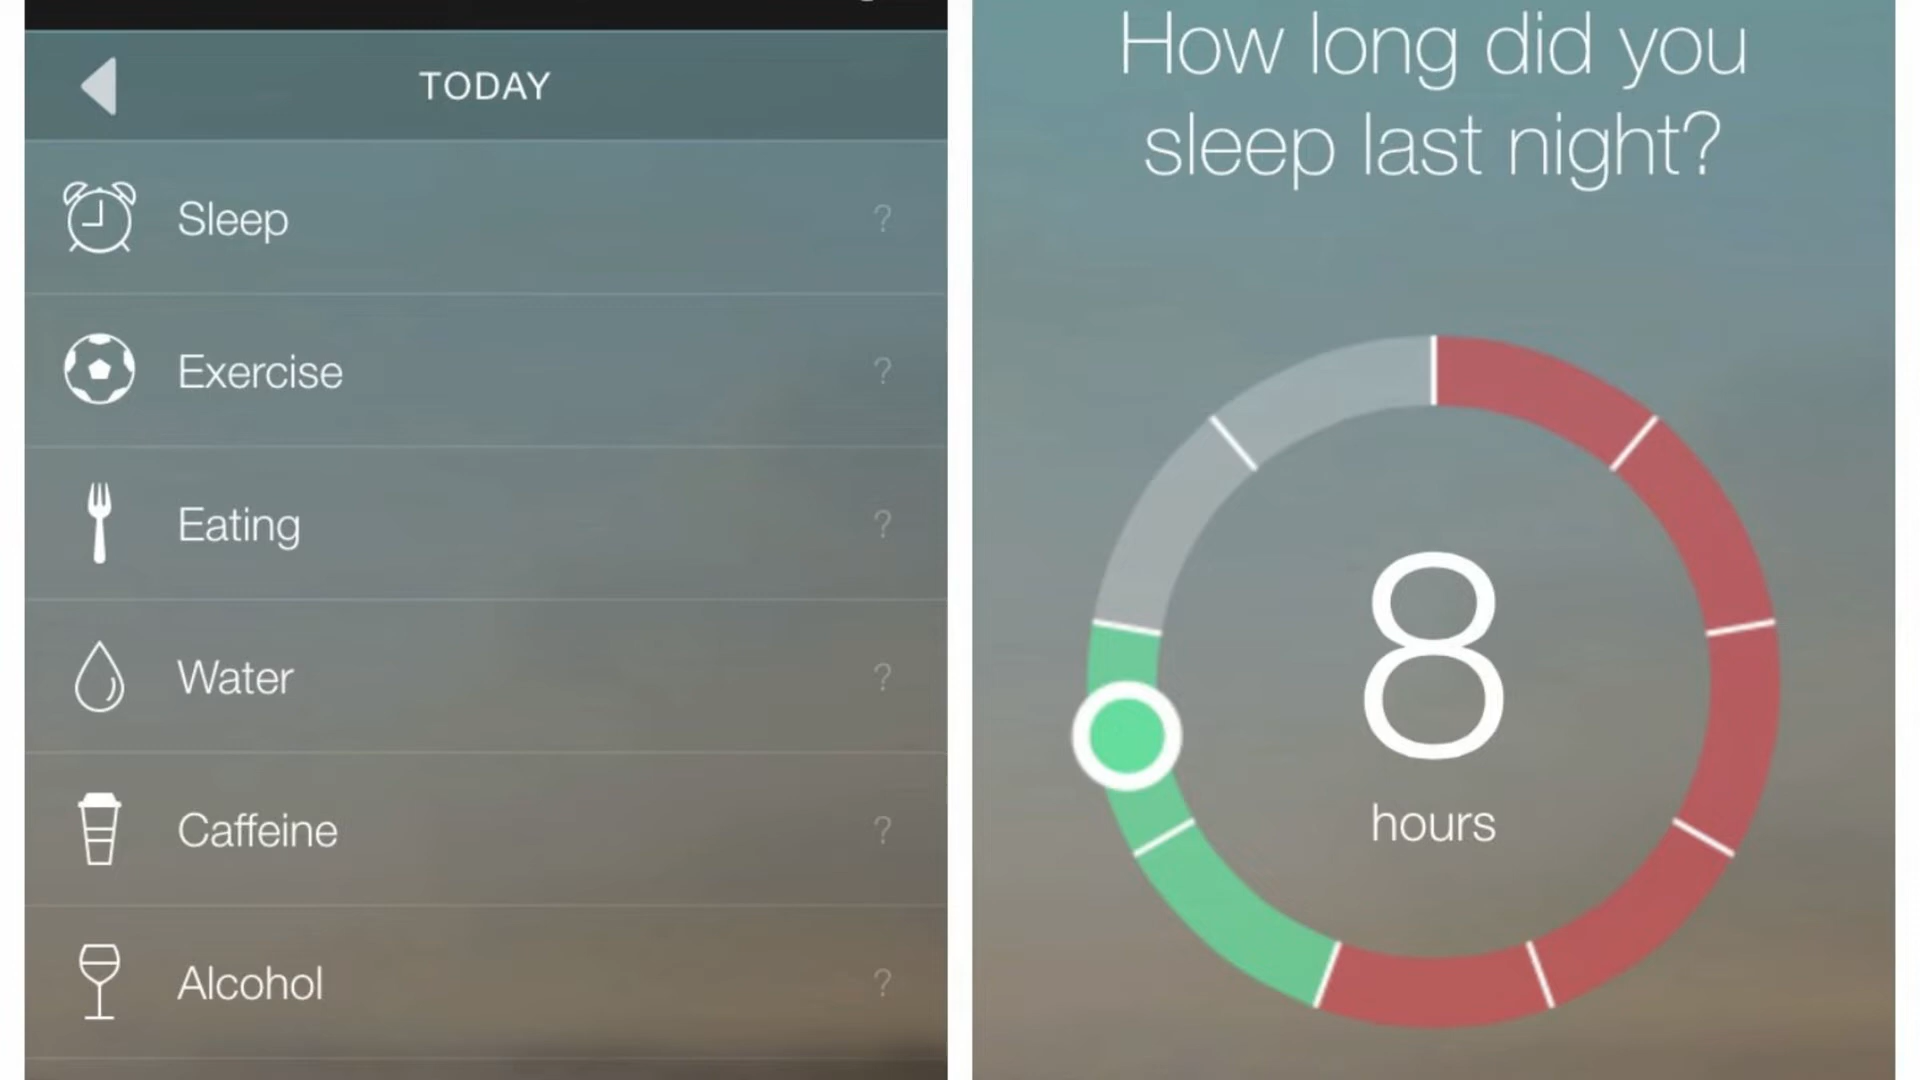 TODAY
Sleep ?
Exercise ?
Eating ?
Water ?
Caffeine ?
Alcohol ?
How long did you
sleep last night?
8
hours